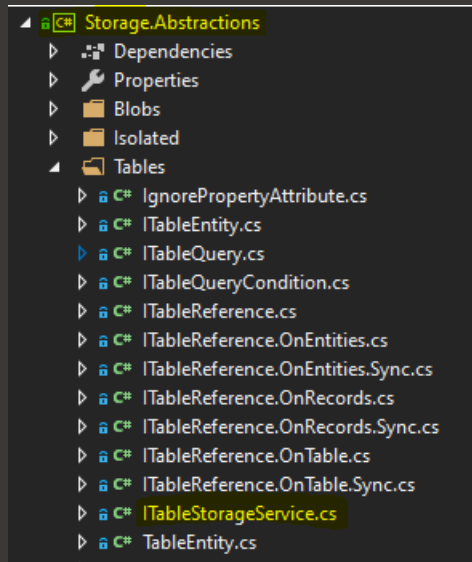 C# Storage.Abstractions
Dependencies
Properties
Blobs
Isolated
Tables
C# IgnorePropertyAttribute.cs
C# ITableEntity.cs
C# ITableQuery.cs
C# ITableQueryCondition.cs
C# ITableReference.cs
C# ITableReference.OnEntities.cs
C# ITableReference.OnEntities.Sync.cs
C# ITableReference.OnRecords.cs
C# ITableReference.OnRecords.Sync.cs
C# ITableReference.OnTable.cs
C# ITableReference.OnTable.Sync.cs
C# ITableStorageService.cs
C# TableEntity.cs